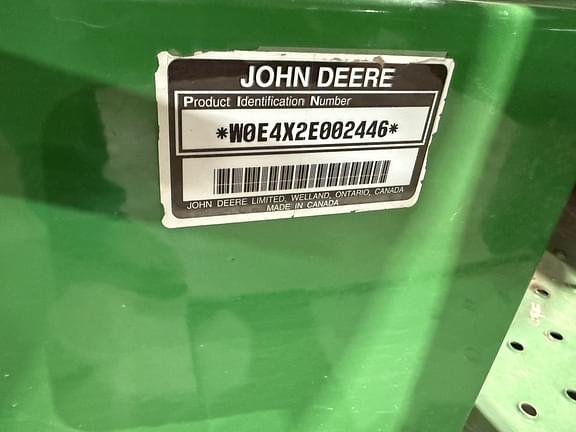 JOHN DEERE
Product Identification Number
*W0E4X2E002446*
JOHN DEERE LIMITED, WELLAND, ONTARIO, CANADA
MADE IN CANADA